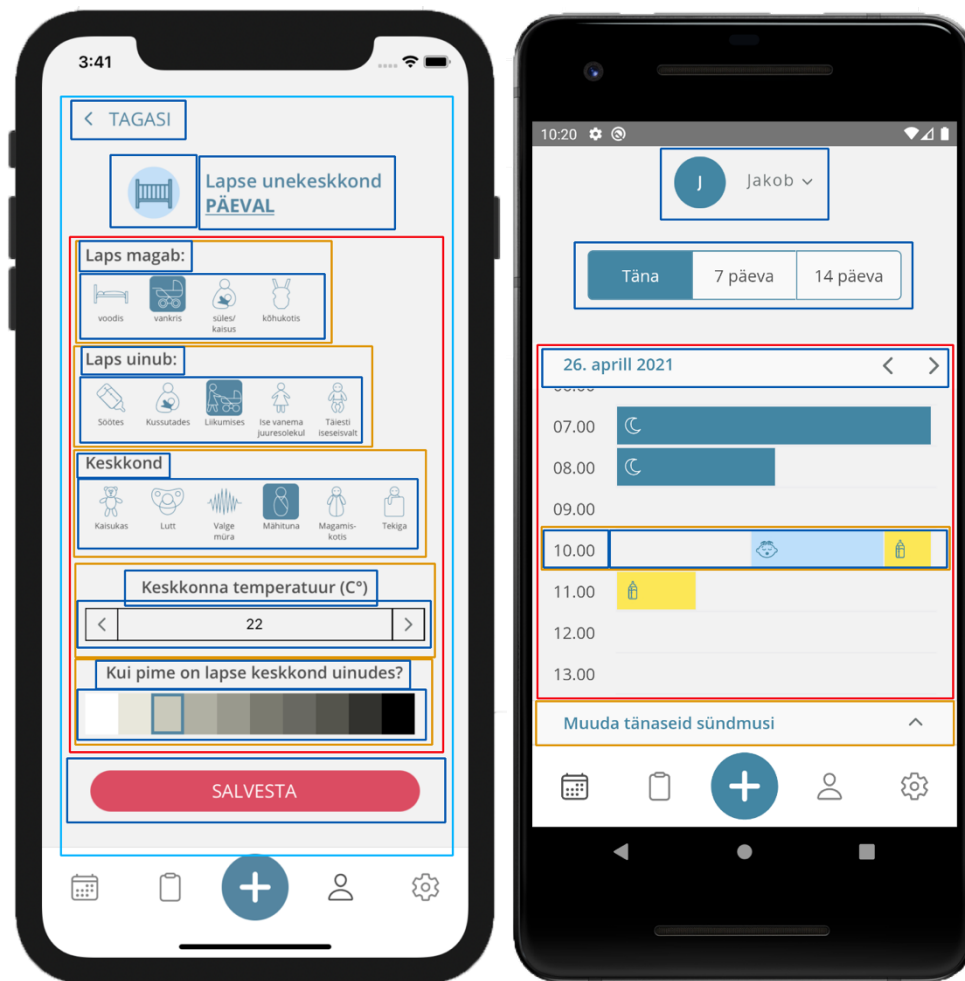 3:41
TAGASI
Lapse unekeskkond
PÄEVAL
Laps magab:
voodis vankris süles/ kõhukotis
kaisus
Laps uinub:
Söötes Kussutades Liikumises Ise vanema Täiesti
juuresolekul iseseisvalt
Keskkond
Kaisukas Lutt Valge Mähituna Magamis- Tekiga
müra kotis
Keskkonna temperatuur (C°)
22
Kui pime on lapse keskkond uinudes?
SALVESTA
10:20
J Jakob
Täna 7 päeva 14 päeva
26. aprill 2021
07.00
08.00
09.00
10.00
11.00
12.00
13.00
Muuda tänaseid sündmusi